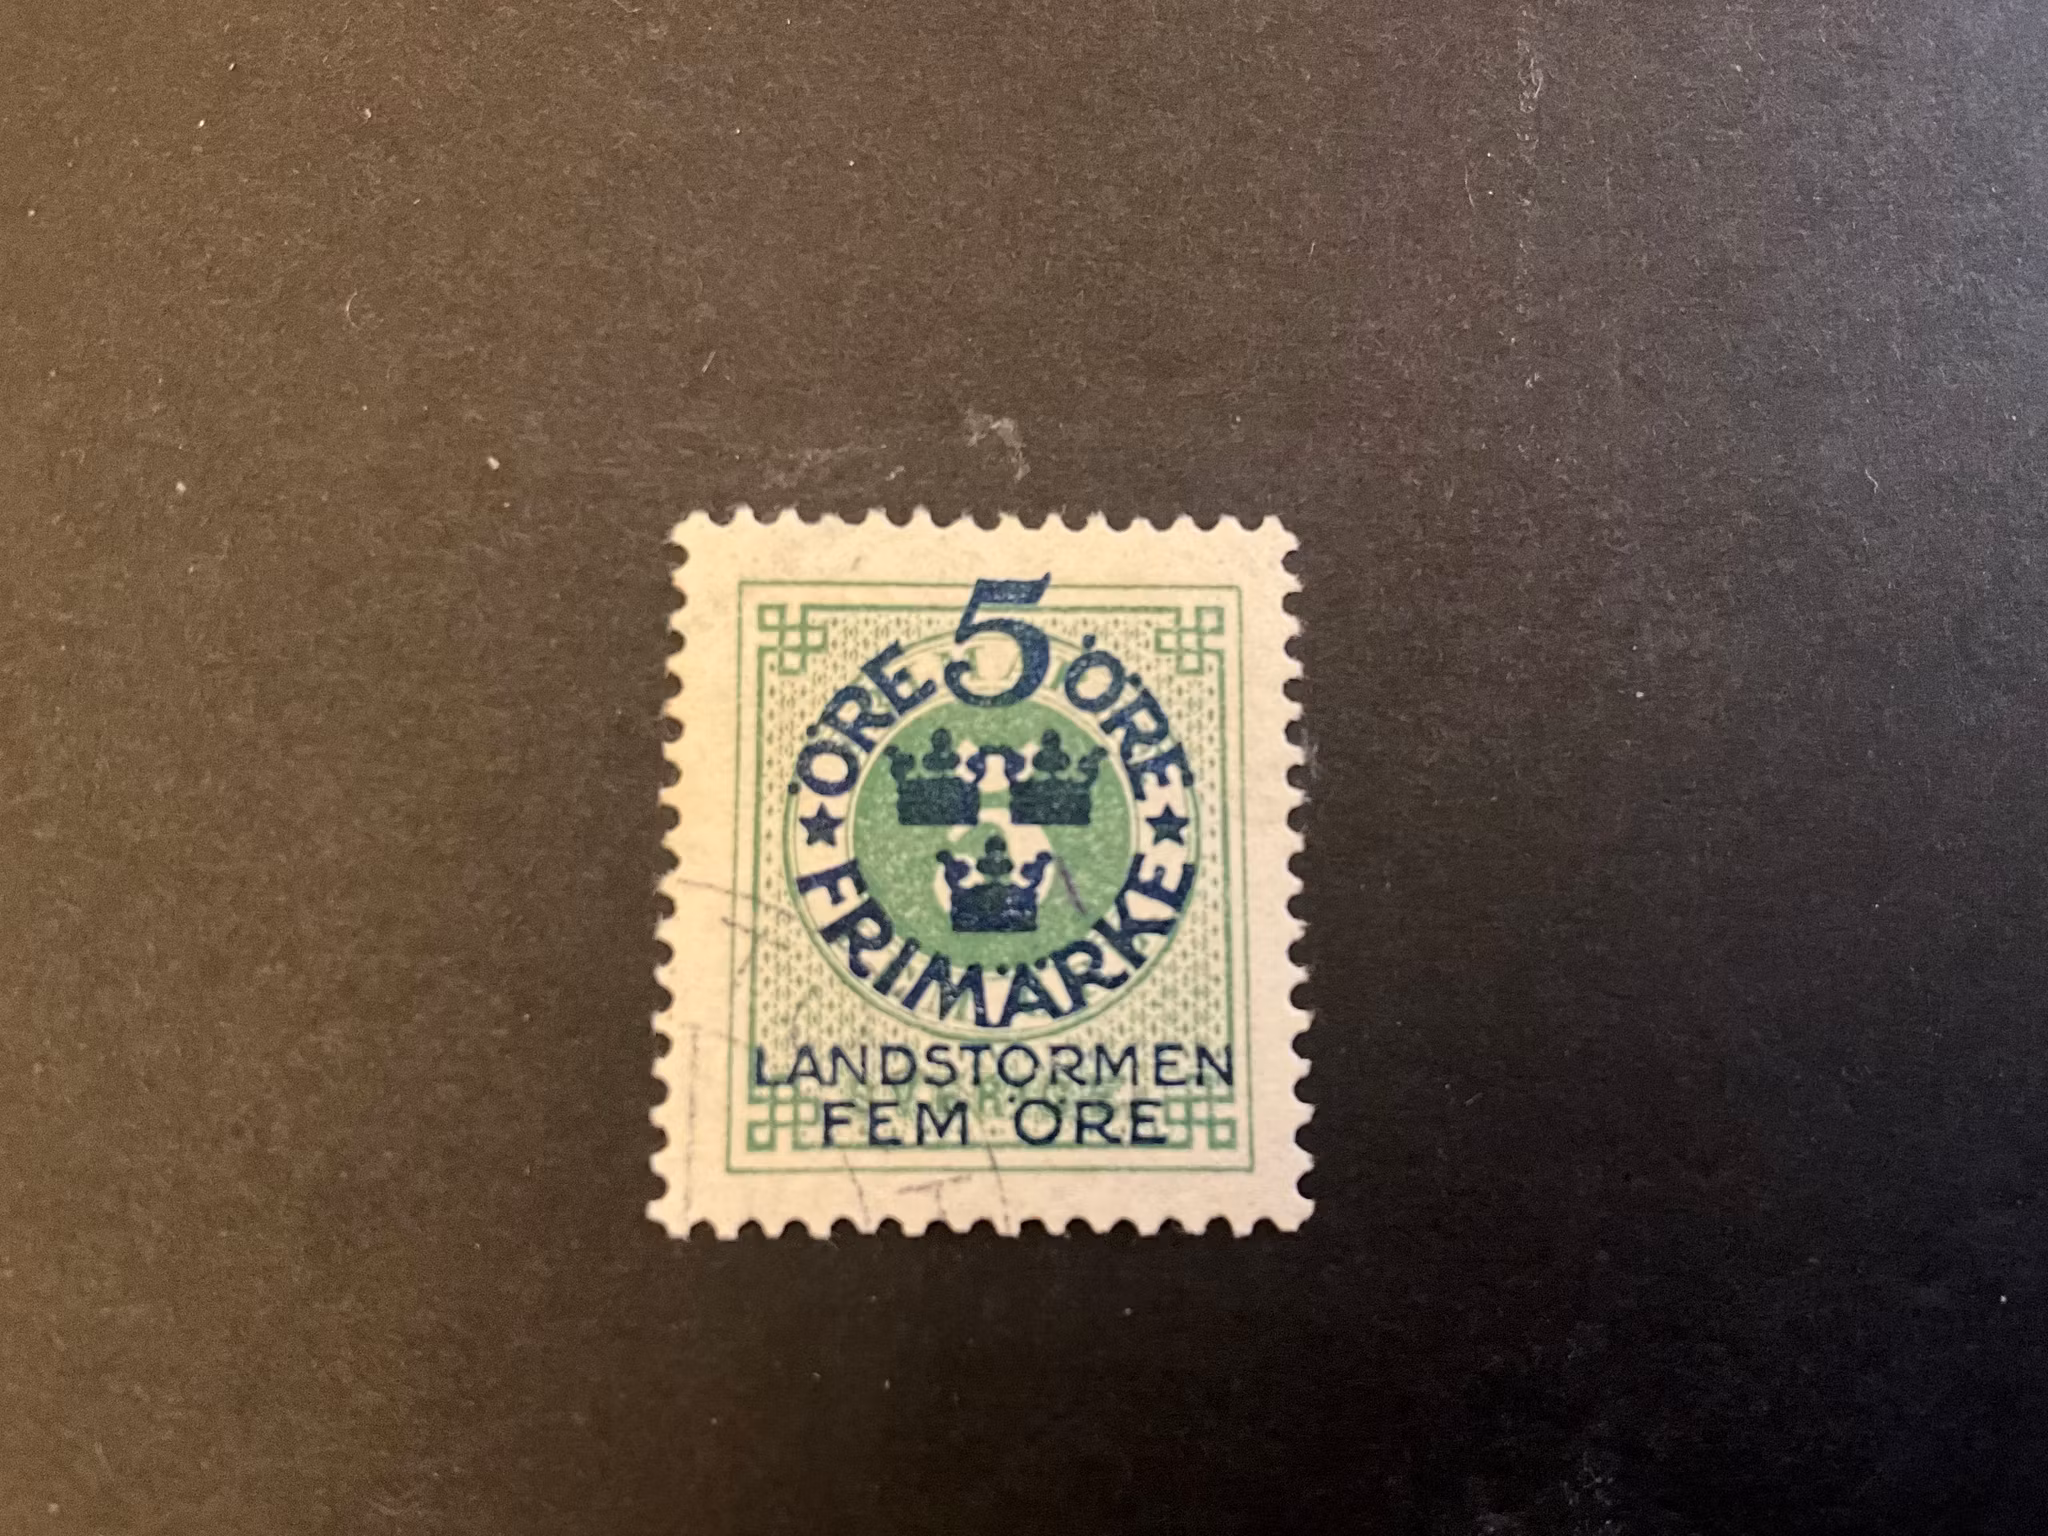 ÖRE 5 ÖRE
FRIMÄRKE
LANDSTORMEN
FEM ÖRE